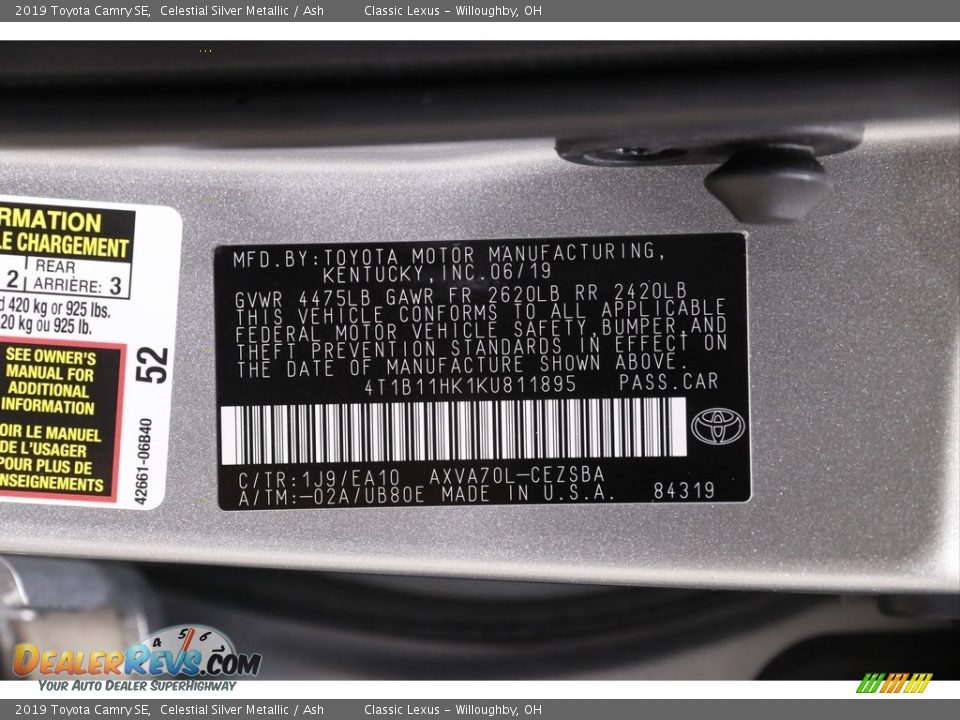 2019 Toyota Camry SE, Celestial Silver Metallic / Ash Classic Lexus - Willoughby, OH
RMATION
LE CHARGEMENT
2 REAR
ARRIÈRE: 3
d 420 kg or 925 lbs.
20 kg ou 925 lb.
SEE OWNER'S
MANUAL FOR
ADDITIONAL
INFORMATION
OIR LE MANUEL
DE L'USAGER
POUR PLUS DE
NSEIGNEMENTS
52
42661-06B40
MFD.BY:TOYOTA MOTOR MANUFACTURING,
KENTUCKY,INC.06/19
GVWR 4475LB GAWR FR 2620LB RR 2420LB
THIS VEHICLE CONFORMS TO ALL APPLICABLE
FEDERAL MOTOR VEHICLE SAFETY,BUMPER,AND
THEFT PREVENTION STANDARDS IN EFFECT ON
THE DATE OF MANUFACTURE SHOWN ABOVE.
4T1B11HK1KU811895 PASS.CAR
C/TR:1J9/EA10 AXVA70L-CEZSBA
A/TM:-02A/UB80E MADE IN U.S.A. 84319
4 5 6 7
DEALERREVS.COM
YOUR AUTO DEALER SUPERHIGHWAY
2019 Toyota Camry SE, Celestial Silver Metallic / Ash Classic Lexus - Willoughby, OH